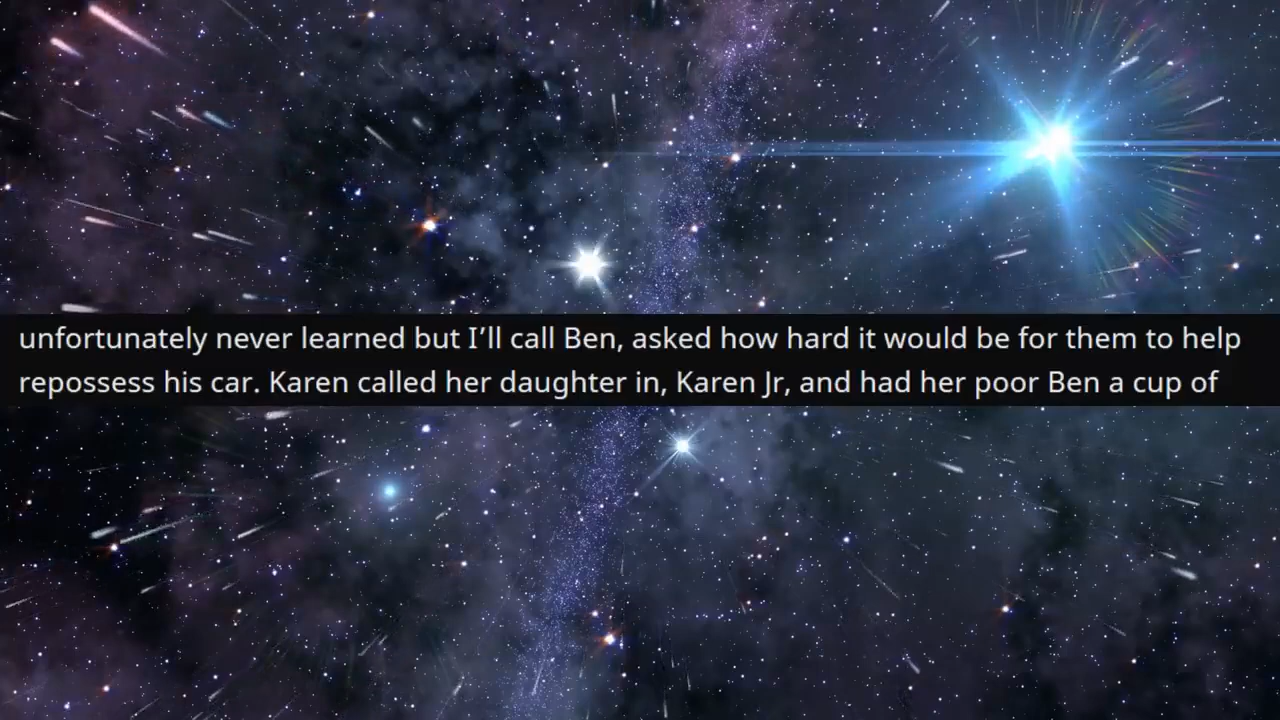 unfortunately never learned but I’ll call Ben, asked how hard it would be for them to help
repossess his car. Karen called her daughter in, Karen Jr, and had her poor Ben a cup of